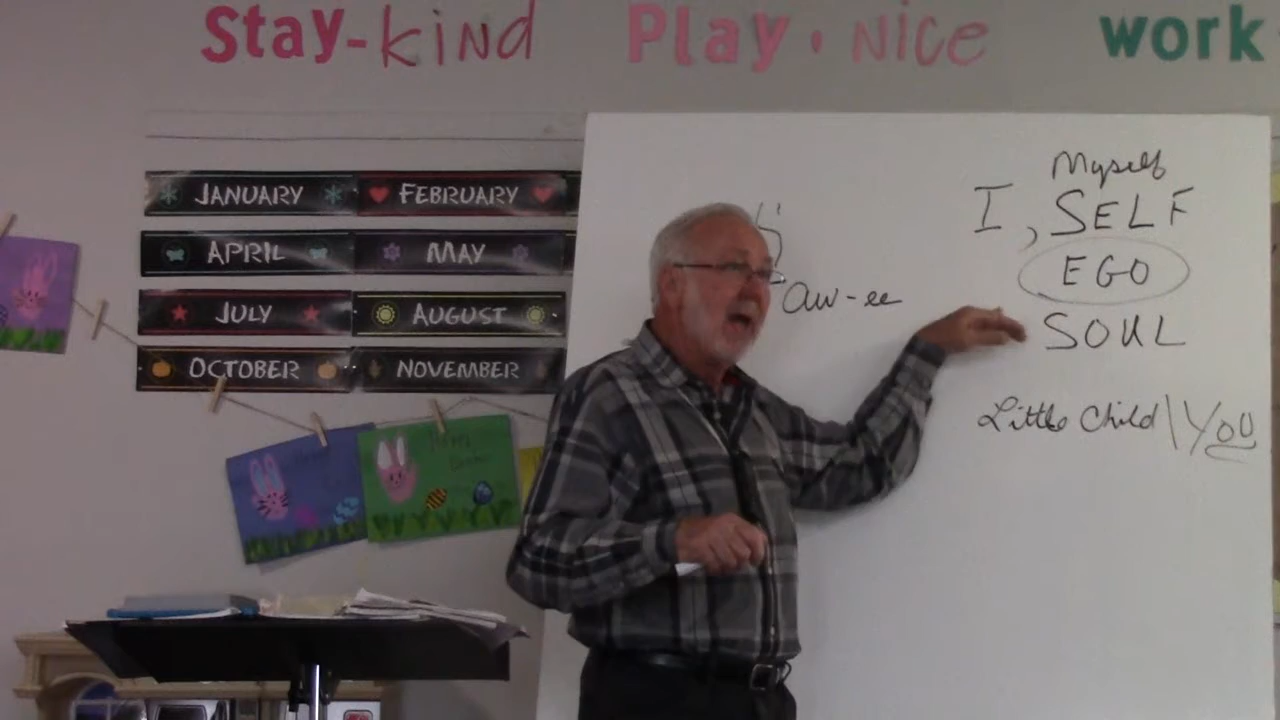 Stay-kind Play • nice work
JANUARY FEBRUARY
APRIL MAY
JULY AUGUST
OCTOBER NOVEMBER
Myself
I, SELF
EGO
aw-ee
SOUL
Little Child \ YOU